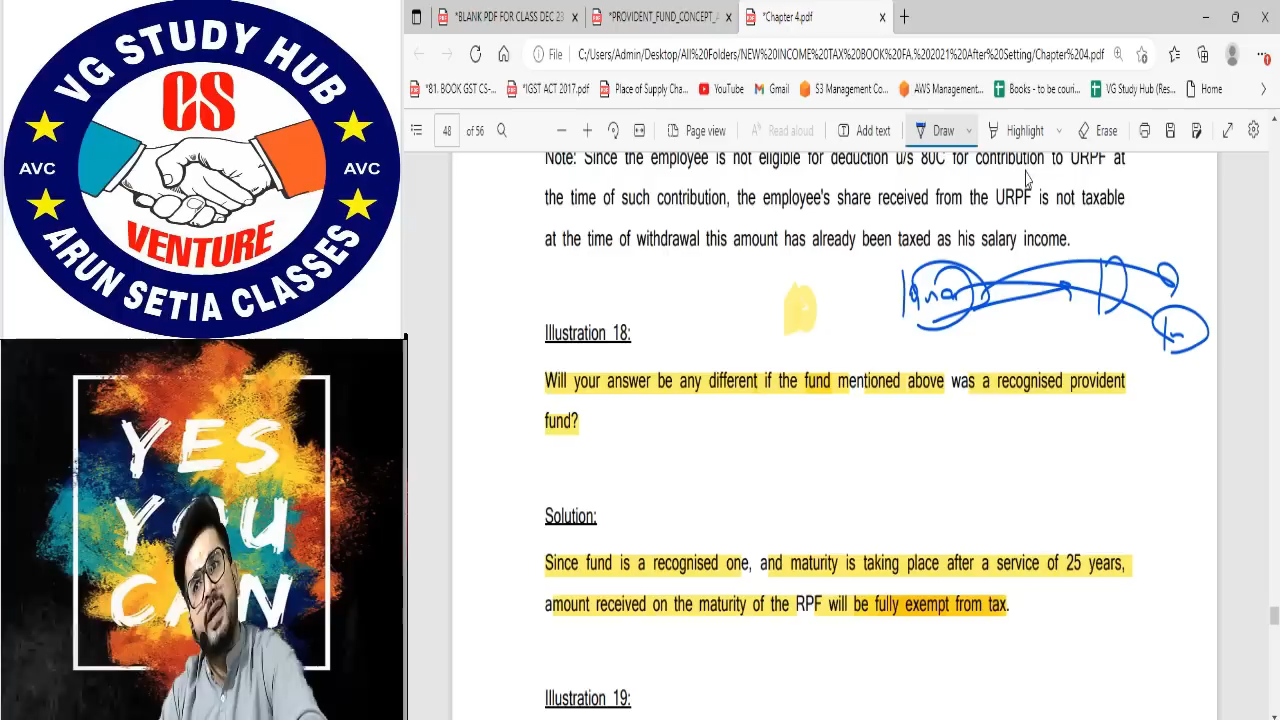 VG STUDY HUB
CS
AVC
AVC
VENTURE
ARUN SETIA CLASSES
YES
YOU
CAN
*BLANK PDF FOR CLASS DEC 23
*PROVIDENT_FUND_CONCEPT_
*Chapter 4.pdf
File
C:/Users/Admin/Desktop/All%20Folders/NEW%20INCOME%20TAX%20BOOK%20FA.%202021%20After%20Setting/Chapter%204.pdf
*81. BOOK GST CS-...
*IGST ACT 2017.pdf
Place of Supply Cha...
YouTube
Gmail
S3 Management Co...
AWS Management...
Books - to be couri...
VG Study Hub (Res...
Home
48 of 56
Page view
Read aloud
Add text
Draw
Highlight
Erase
Note: Since the employee is not eligible for deduction u/s 80C for contribution to URPF at
the time of such contribution, the employee's share received from the URPF is not taxable
at the time of withdrawal this amount has already been taxed as his salary income.
Illustration 18:
Will your answer be any different if the fund mentioned above was a recognised provident
fund?
Solution:
Since fund is a recognised one, and maturity is taking place after a service of 25 years,
amount received on the maturity of the RPF will be fully exempt from tax.
Illustration 19: